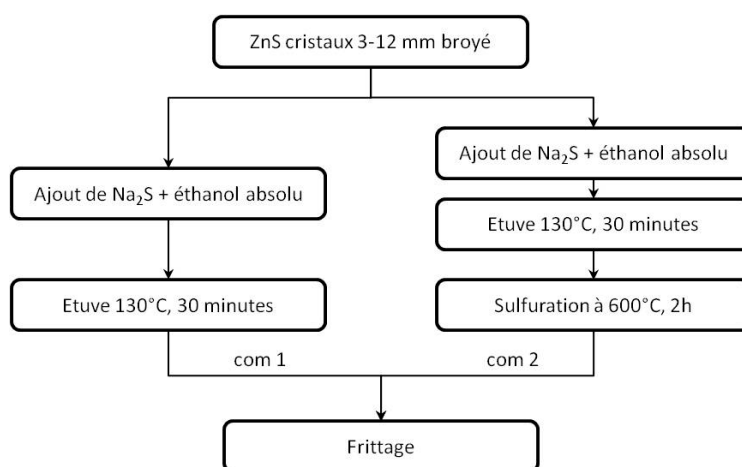 ZnS cristaux 3-12 mm broyé
Ajout de Na₂S + éthanol absolu
Etuve 130°C, 30 minutes
com 1
Ajout de Na₂S + éthanol absolu
Etuve 130°C, 30 minutes
Sulfuration à 600°C, 2h
com 2
Frittage